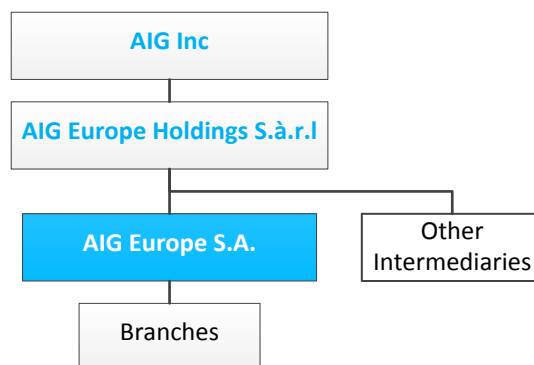 AIG Inc
AIG Europe Holdings S.à.r.l
AIG Europe S.A.
Other
Intermediaries
Branches